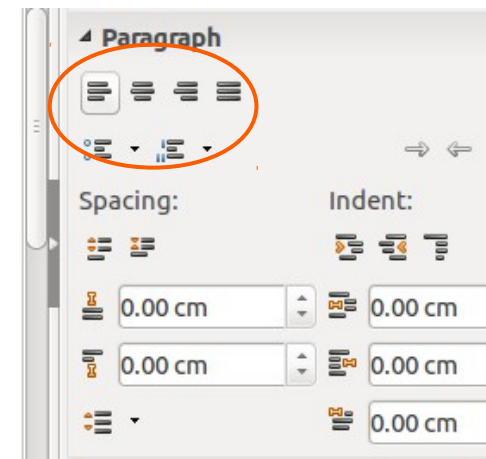 Paragraph
Spacing: Indent:
0.00 cm 0.00 cm
0.00 cm 0.00 cm
0.00 cm